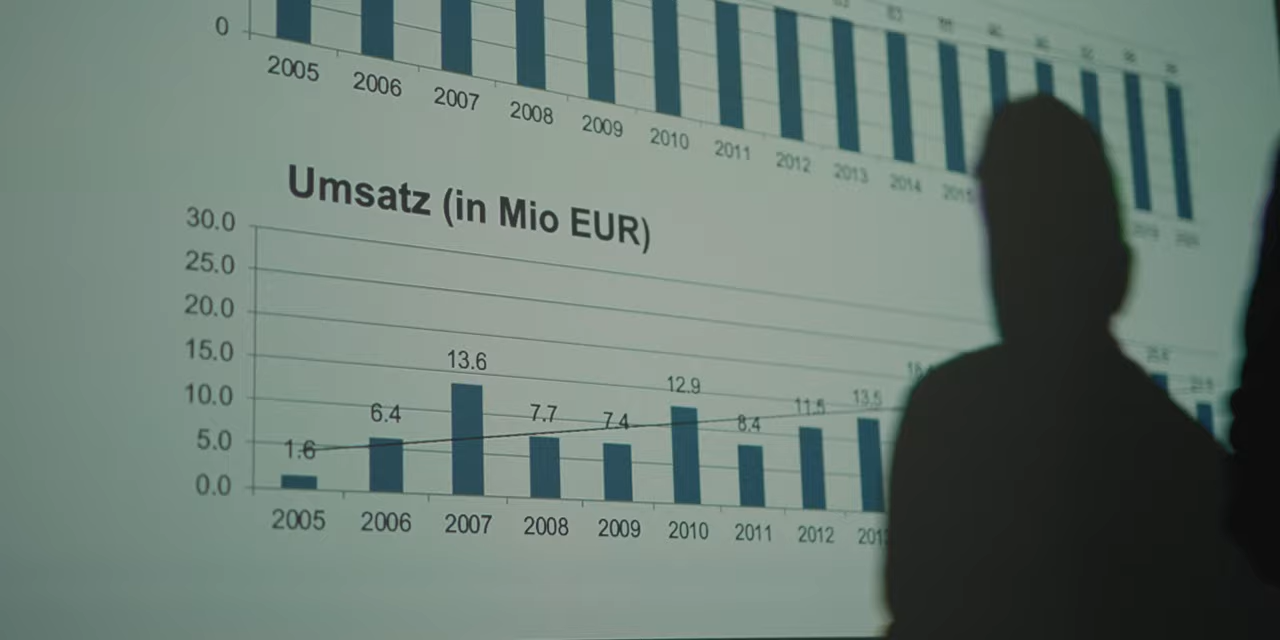 0
2005 2006 2007 2008 2009 2010 2011 2012 2013 2014
Umsatz (in Mio EUR)
30.0
25.0
20.0
15.0
10.0
5.0
0.0
1.6 6.4 13.6 7.7 7.4 12.9 8.4 11.5 13.5
2005 2006 2007 2008 2009 2010 2011 2012